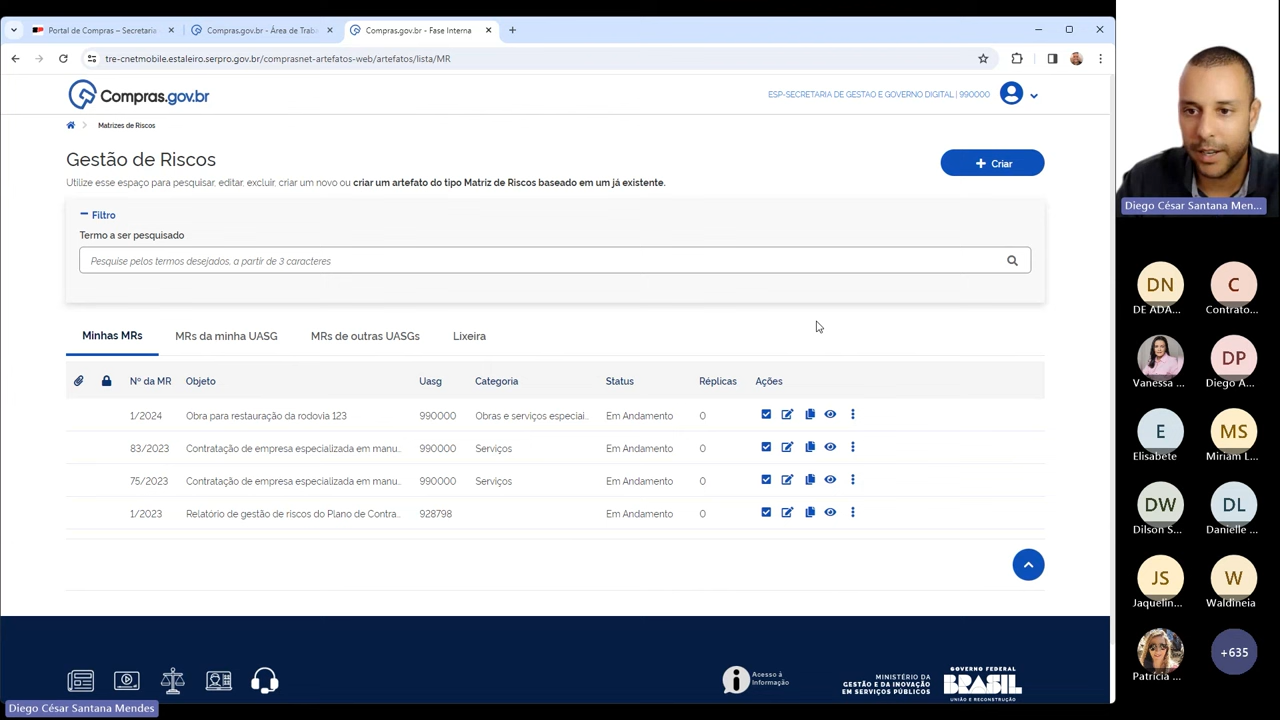 Portal de Compras – Secretaria
Compras.gov.br - Área de Trab
Compras.gov.br - Fase Interna
tre-cnetmobile.estaleiro.serpro.gov.br/comprasnet-artefatos-web/artefatos/lista/MR
Compras.gov.br
ESP-SECRETARIA DE GESTAO E GOVERNO DIGITAL | 990000
Matrizes de Riscos
Gestão de Riscos
+ Criar
Utilize esse espaço para pesquisar, editar, excluir, criar um novo ou criar um artefato do tipo Matriz de Riscos baseado em um já existente.
Filtro
Termo a ser pesquisado
Pesquise pelos termos desejados, a partir de 3 caracteres
Minhas MRs MRs da minha UASG MRs de outras UASGs Lixeira
Nº da MR Objeto Uasg Categoria Status Réplicas Ações
1/2024 Obra para restauração da rodovia 123 990000 Obras e serviços especiai.. Em Andamento 0
83/2023 Contratação de empresa especializada em manu.. 990000 Serviços Em Andamento 0
75/2023 Contratação de empresa especializada em manu.. 990000 Serviços Em Andamento 0
1/2023 Relatório de gestão de riscos do Plano de Contra.. 928798 Em Andamento 0
Acesso à
Informação
MINISTÉRIO DA
GESTÃO E DA INOVAÇÃO
EM SERVIÇOS PÚBLICOS
GOVERNO FEDERAL
BRASIL
UNIÃO E RECONSTRUÇÃO
Diego César Santana Mendes
Diego César Santana Men...
DN
DE ADA...
C
Contrato...
Vanessa ...
DP
Diego A...
E
Elisabete
MS
Miriam L...
DW
Dilson S...
DL
Danielle ...
JS
Jaquelin...
W
Waldineia
Patrícia ...
+635